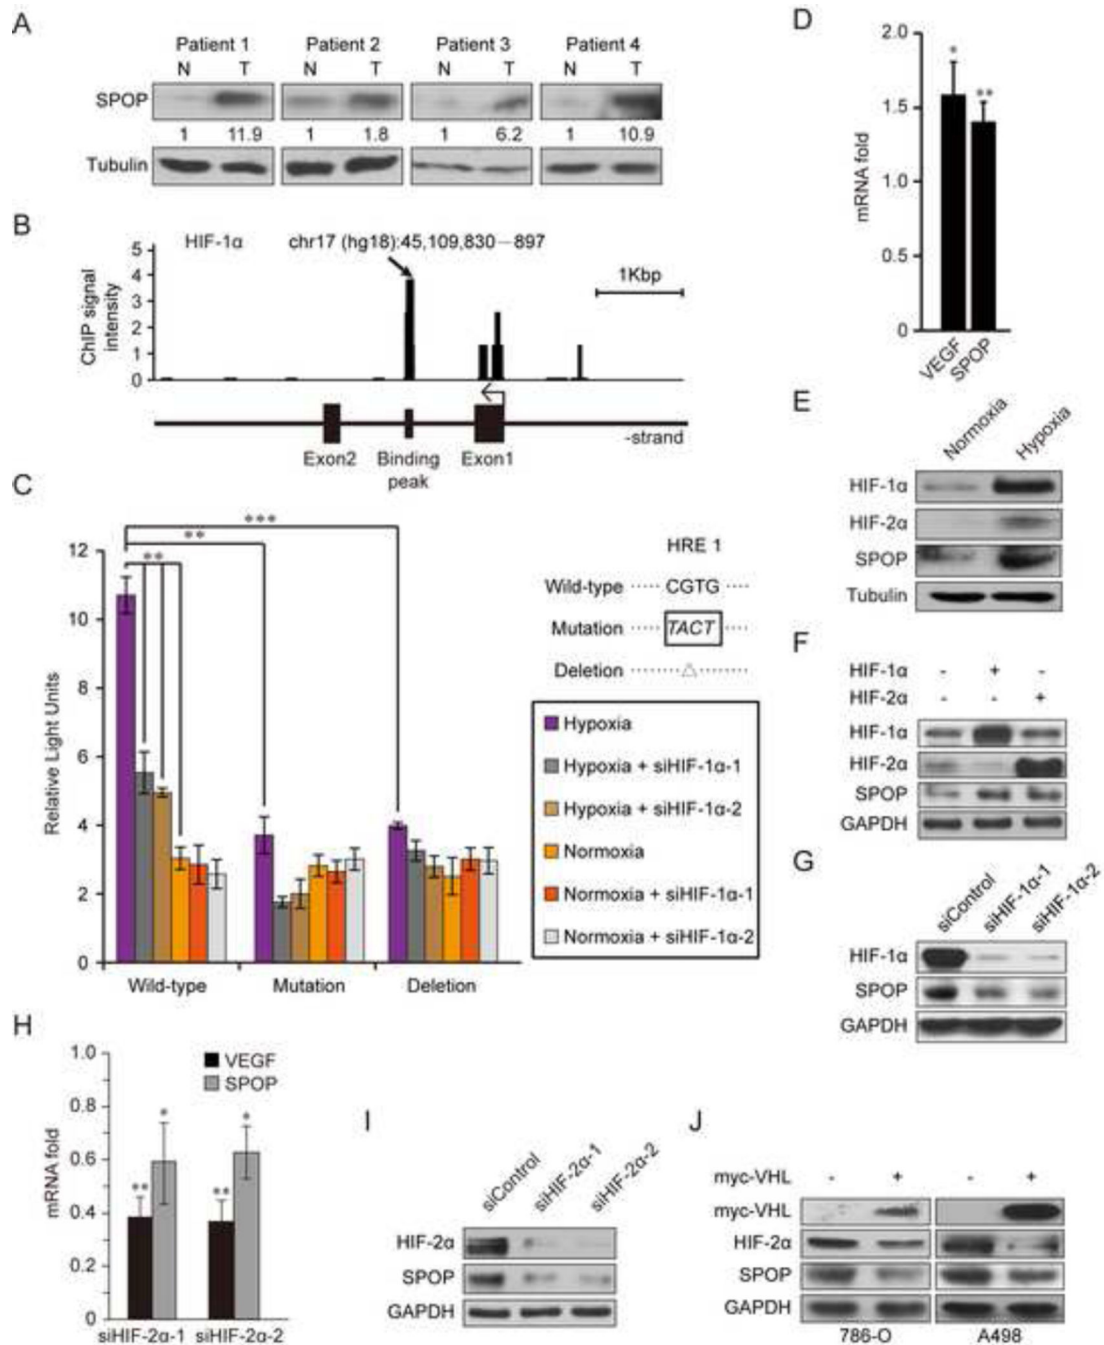 A
Patient 1 Patient 2 Patient 3 Patient 4
N T N T N T N T
SPOP
1 11.9 1 1.8 1 6.2 1 10.9
Tubulin
B
HIF-1α chr17 (hg18):45,109,830—897
ChIP signal
intensity
5
4
3
2
1
0
1Kbp
-strand
Exon2 Binding Exon1
peak
C
Relative Light Units
12
10
8
6
4
2
0
***
**
**
Wild-type Mutation Deletion
HRE 1
Wild-type ····· CGTG ····
Mutation ····· TACT ····
Deletion ······△······
Hypoxia
Hypoxia + siHIF-1α-1
Hypoxia + siHIF-1α-2
Normoxia
Normoxia + siHIF-1α-1
Normoxia + siHIF-1α-2
D
mRNA fold
2.0
1.5
1.0
0.5
0
*
**
VEGF
SPOP
E
Normoxia Hypoxia
HIF-1α
HIF-2α
SPOP
Tubulin
F
HIF-1α - + -
HIF-2α - - +
HIF-1α
HIF-2α
SPOP
GAPDH
G
siControl siHIF-1α-1 siHIF-1α-2
HIF-1α
SPOP
GAPDH
H
mRNA fold
1.0
0.8
0.6
0.4
0.2
0
VEGF
SPOP
** * ** *
siHIF-2α-1 siHIF-2α-2
I
siControl siHIF-2α-1 siHIF-2α-2
HIF-2α
SPOP
GAPDH
J
myc-VHL - + - +
myc-VHL
HIF-2α
SPOP
GAPDH
786-O A498